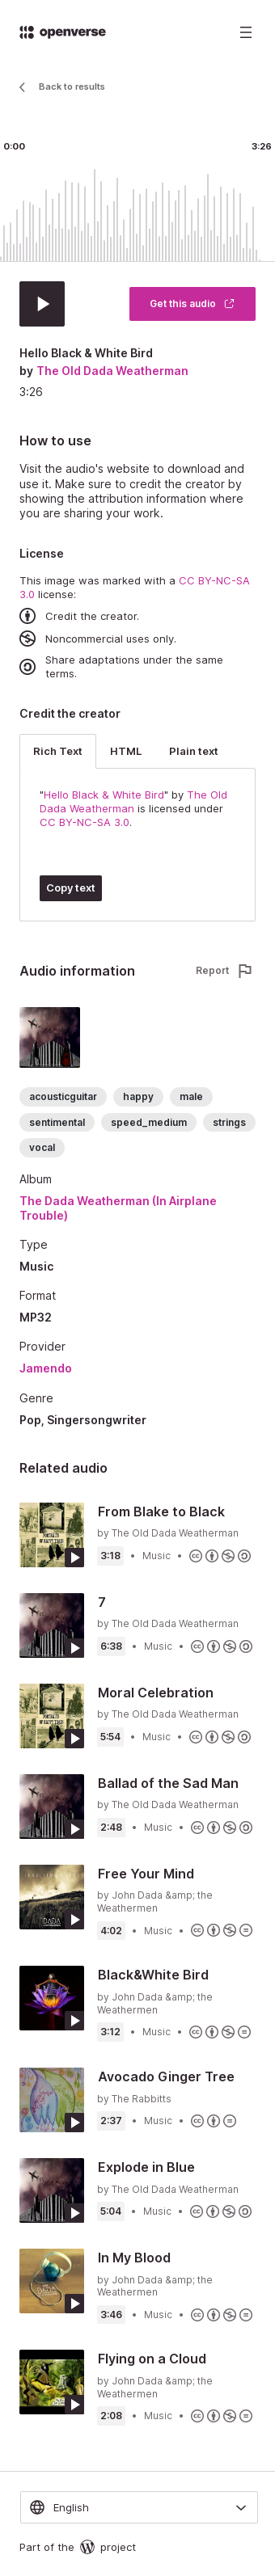 openverse
Back to results
0:00
3:26
Get this audio
Hello Black & White Bird
by The Old Dada Weatherman
3:26
How to use
Visit the audio's website to download and
use it. Make sure to credit the creator by
showing the attribution information where
you are sharing your work.
License
This image was marked with a CC BY-NC-SA
3.0 license:
Credit the creator.
Noncommercial uses only.
Share adaptations under the same
terms.
Credit the creator
Rich Text
HTML
Plain text
"Hello Black & White Bird" by The Old
Dada Weatherman is licensed under
CC BY-NC-SA 3.0.
Copy text
Audio information
Report
acousticguitar
happy
male
sentimental
speed_medium
strings
vocal
Album
The Dada Weatherman (In Airplane
Trouble)
Type
Music
Format
MP32
Provider
Jamendo
Genre
Pop, Singersongwriter
Related audio
From Blake to Black
by The Old Dada Weatherman
3:18 • Music •
7
by The Old Dada Weatherman
6:38 • Music •
Moral Celebration
by The Old Dada Weatherman
5:54 • Music •
Ballad of the Sad Man
by The Old Dada Weatherman
2:48 • Music •
Free Your Mind
by John Dada &amp; the
Weathermen
4:02 • Music •
Black&White Bird
by John Dada &amp; the
Weathermen
3:12 • Music •
Avocado Ginger Tree
by The Rabbitts
2:37 • Music •
Explode in Blue
by The Old Dada Weatherman
5:04 • Music •
In My Blood
by John Dada &amp; the
Weathermen
3:46 • Music •
Flying on a Cloud
by John Dada &amp; the
Weathermen
2:08 • Music •
English
Part of the project